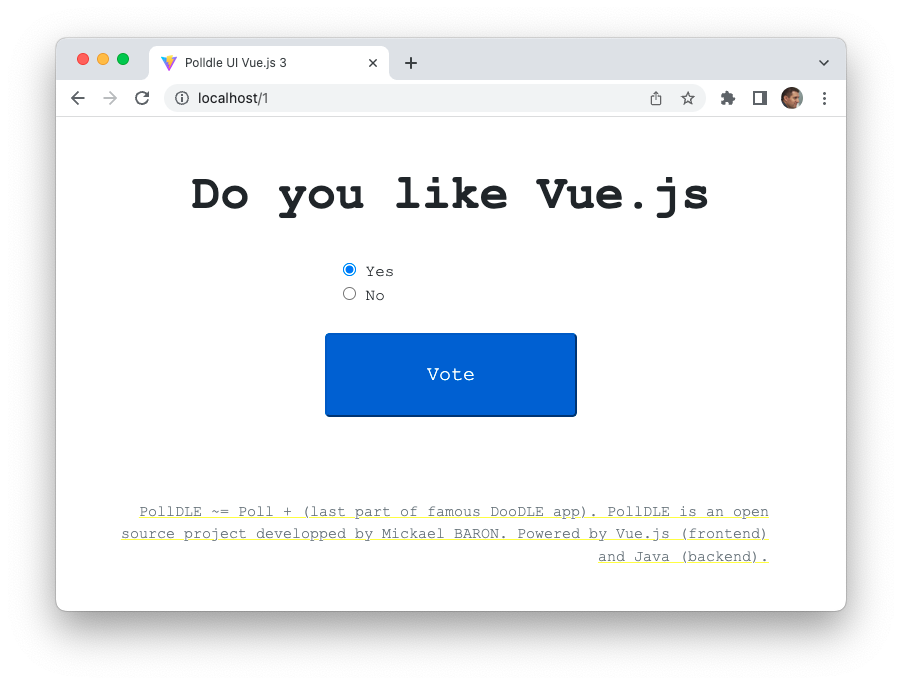 Polldle UI Vue.js 3
localhost/1
Do you like Vue.js
Yes
No
Vote
PollDLE ~= Poll + (last part of famous DooDLE app). PollDLE is an open
source project developped by Mickael BARON. Powered by Vue.js (frontend)
and Java (backend).